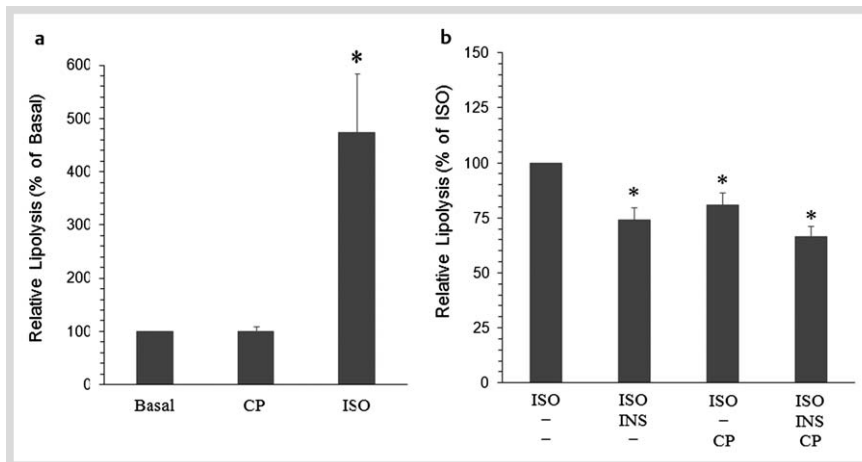 a
Relative Lipolysis (% of Basal)
600
500
400
300
200
100
0
*
Basal CP ISO
b
Relative Lipolysis (% of ISO)
150
125
100
75
50
25
0
* * *
ISO ISO ISO ISO
– INS – INS
– – CP CP